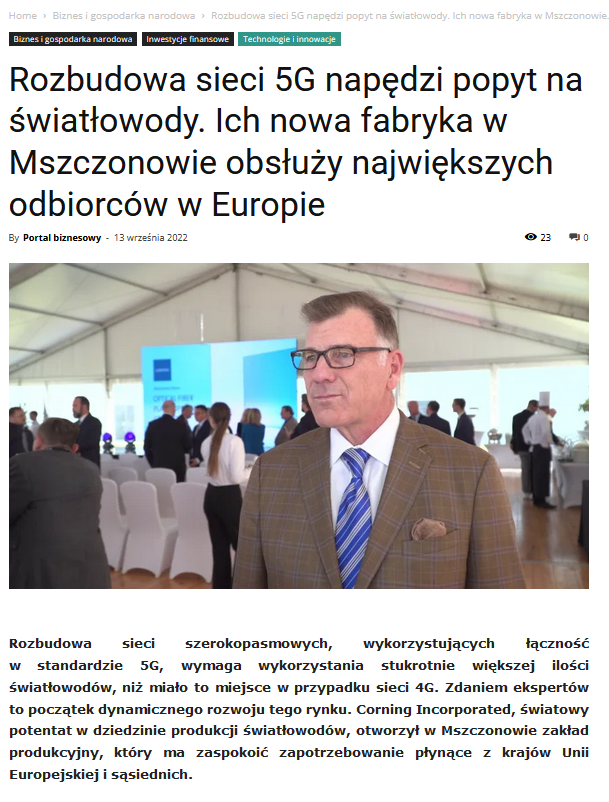 Home › Biznes i gospodarka narodowa › Rozbudowa sieci 5G napędzi popyt na światłowody. Ich nowa fabryka w Mszczonowie.
Biznes i gospodarka narodowa Inwestycje finansowe Technologie i innowacje
Rozbudowa sieci 5G napędzi popyt na
światłowody. Ich nowa fabryka w
Mszczonowie obsłuży największych
odbiorców w Europie
By Portal biznesowy - 13 września 2022 23 0
OPTICAL FIBER
Rozbudowa sieci szerokopasmowych, wykorzystujących łączność
w standardzie 5G, wymaga wykorzystania stukrotnie większej ilości
światłowodów, niż miało to miejsce w przypadku sieci 4G. Zdaniem ekspertów
to początek dynamicznego rozwoju tego rynku. Corning Incorporated, światowy
potentat w dziedzinie produkcji światłowodów, otworzył w Mszczonowie zakład
produkcyjny, który ma zaspokoić zapotrzebowanie płynące z krajów Unii
Europejskiej i sąsiednich.